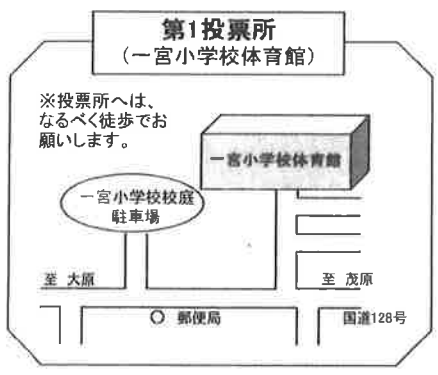 第1投票所
（一宮小学校体育館）
※投票所へは、
なるべく徒歩でお
願いします。
一宮小学校体育館
一宮小学校校庭
駐車場
至 大原
至 茂原
郵便局
国道128号